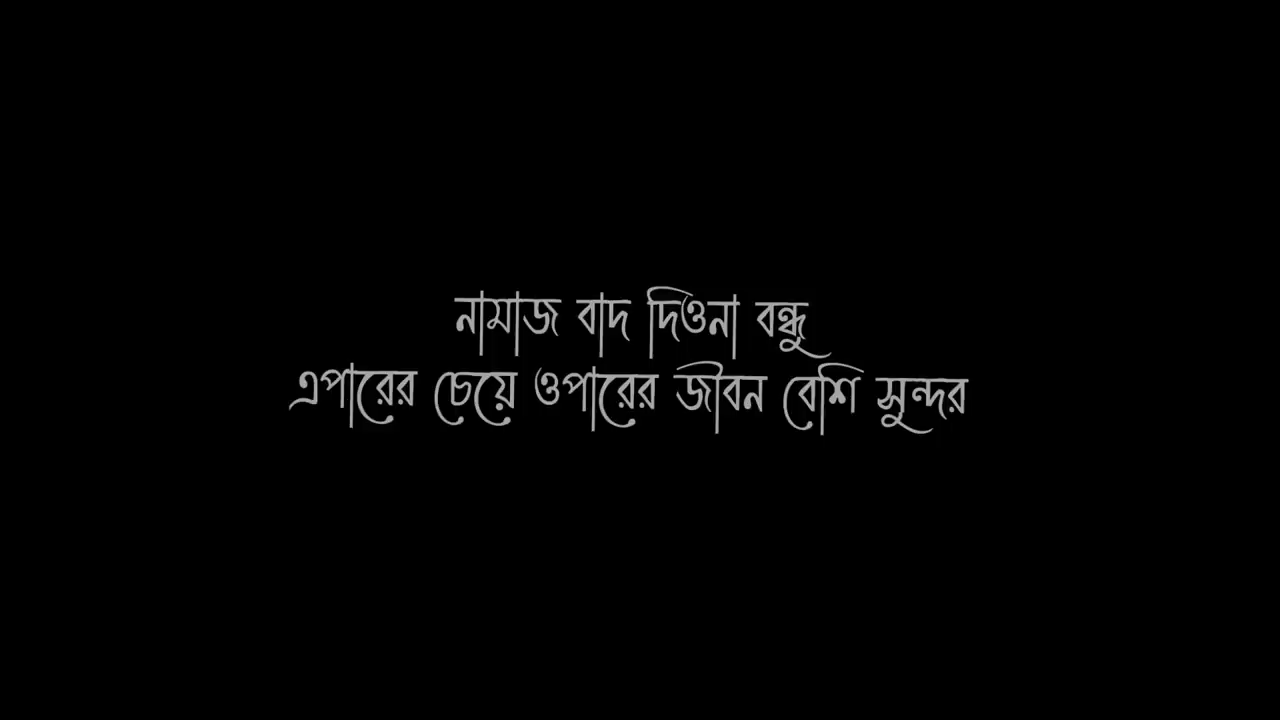 নামাজ বাদ দিওনা বন্ধু
এপারের চেয়ে ওপারের জীবন বেশি সুন্দর